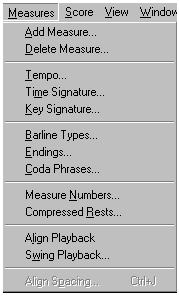 Measures Score View Window
Add Measure...
Delete Measure...
Tempo...
Time Signature...
Key Signature...
Barline Types...
Endings...
Coda Phrases...
Measure Numbers...
Compressed Rests...
Align Playback
Swing Playback...
Align Spacing... Ctrl+J